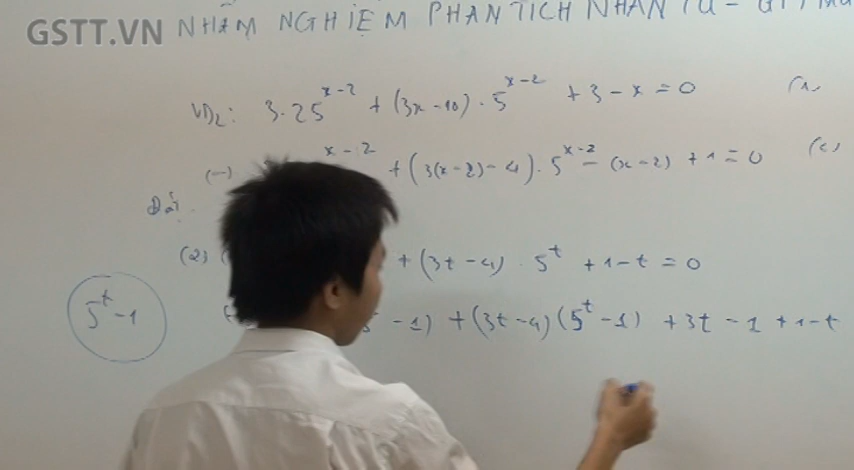 GSTT.VN NHẨM NGHIỆM PHÂN TÍCH NHÂN TỬ -
VD2: 3.25^{x-2} + (3x-10).5^{x-2} + 3 - x = 0 (1)
x-2 + (3(x-2)-4).5^{x-2} - (x-2) + 1 = 0
Đặt
(2) + (3t-4).5^t + 1-t = 0
5^t-1
-1) + (3t-4)(5^t-1) + 3t - 1 + 1-t